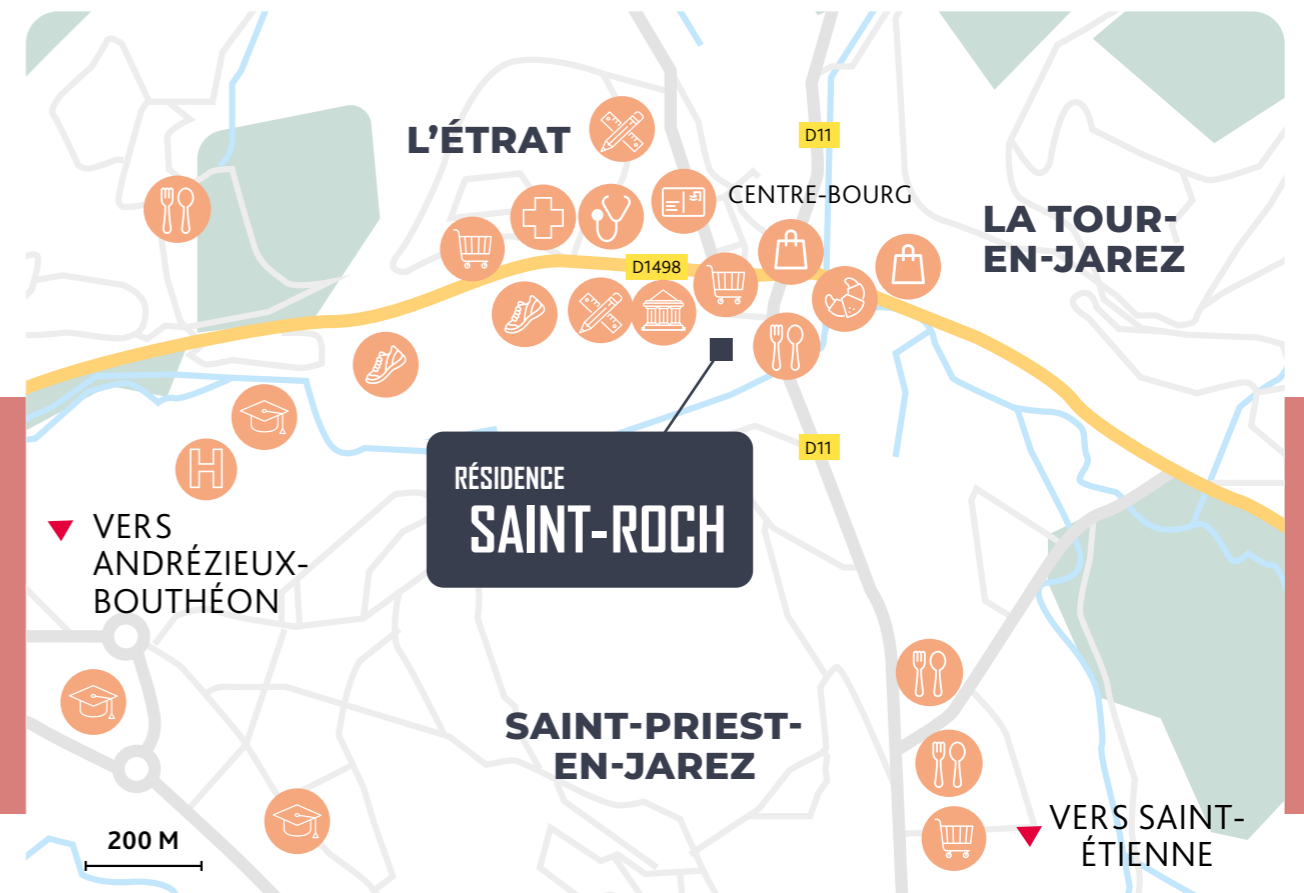 L'ÉTRAT
D11
CENTRE-BOURG
LA TOUR-
EN-JAREZ
D1498
D11
RÉSIDENCE
SAINT-ROCH
H
VERS
ANDRÉZIEUX-
BOUTHÉON
SAINT-PRIEST-
EN-JAREZ
200 M
VERS SAINT-
ÉTIENNE